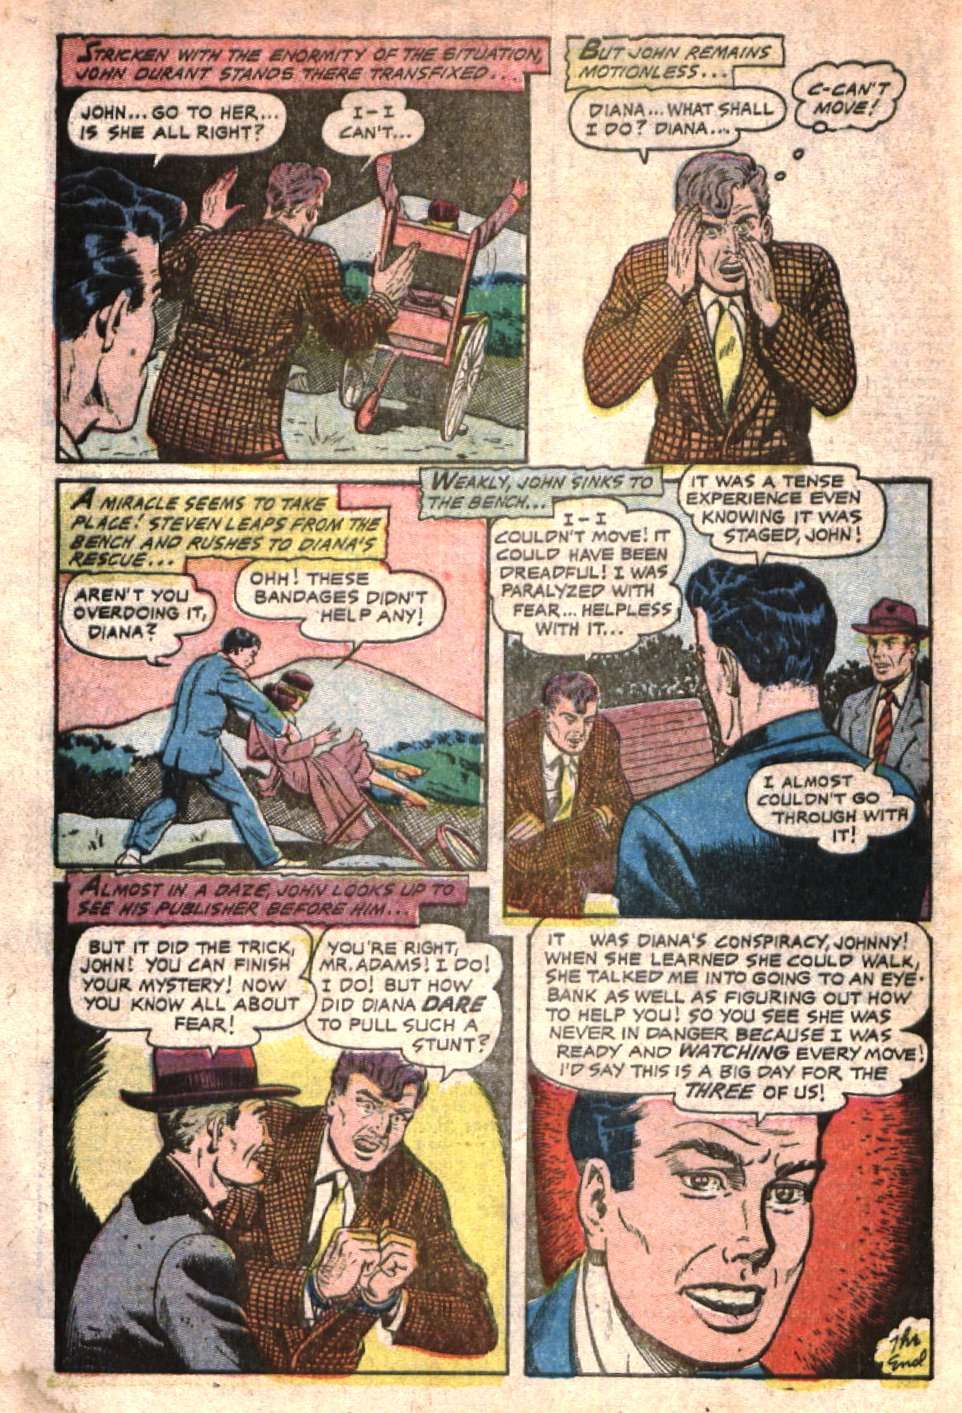 STRICKEN WITH THE ENORMITY OF THE SITUATION,
JOHN DURANT STANDS THERE TRANSFIXED...
JOHN... GO TO HER...
IS SHE ALL RIGHT?
I-I
CAN'T...
BUT JOHN REMAINS
MOTIONLESS...
DIANA... WHAT SHALL
I DO? DIANA...
C-CAN'T
MOVE!
A MIRACLE SEEMS TO TAKE
PLACE! STEVEN LEAPS FROM THE
BENCH AND RUSHES TO DIANA'S
RESCUE...
AREN'T YOU
OVERDOING IT,
DIANA?
OHH! THESE
BANDAGES DIDN'T
HELP ANY!
WEAKLY, JOHN SINKS TO
THE BENCH...
I-I
COULDN'T MOVE! IT
COULD HAVE BEEN
DREADFUL! I WAS
PARALYZED WITH
FEAR... HELPLESS
WITH IT...
IT WAS A TENSE
EXPERIENCE EVEN
KNOWING IT WAS
STAGED, JOHN!
I ALMOST
COULDN'T GO
THROUGH WITH
IT!
ALMOST IN A DAZE, JOHN LOOKS UP TO
SEE HIS PUBLISHER BEFORE HIM...
BUT IT DID THE TRICK,
JOHN! YOU CAN FINISH
YOUR MYSTERY! NOW
YOU KNOW ALL ABOUT
FEAR!
YOU'RE RIGHT,
MR. ADAMS! I DO!
I DO! BUT HOW
DID DIANA DARE
TO PULL SUCH A
STUNT?
IT WAS DIANA'S CONSPIRACY, JOHNNY!
WHEN SHE LEARNED SHE COULD WALK,
SHE TALKED ME INTO GOING TO AN EYE-
BANK AS WELL AS FIGURING OUT HOW
TO HELP YOU! SO YOU SEE SHE WAS
NEVER IN DANGER BECAUSE I WAS
READY AND WATCHING EVERY MOVE!
I'D SAY THIS IS A BIG DAY FOR THE
THREE OF US!
The
End